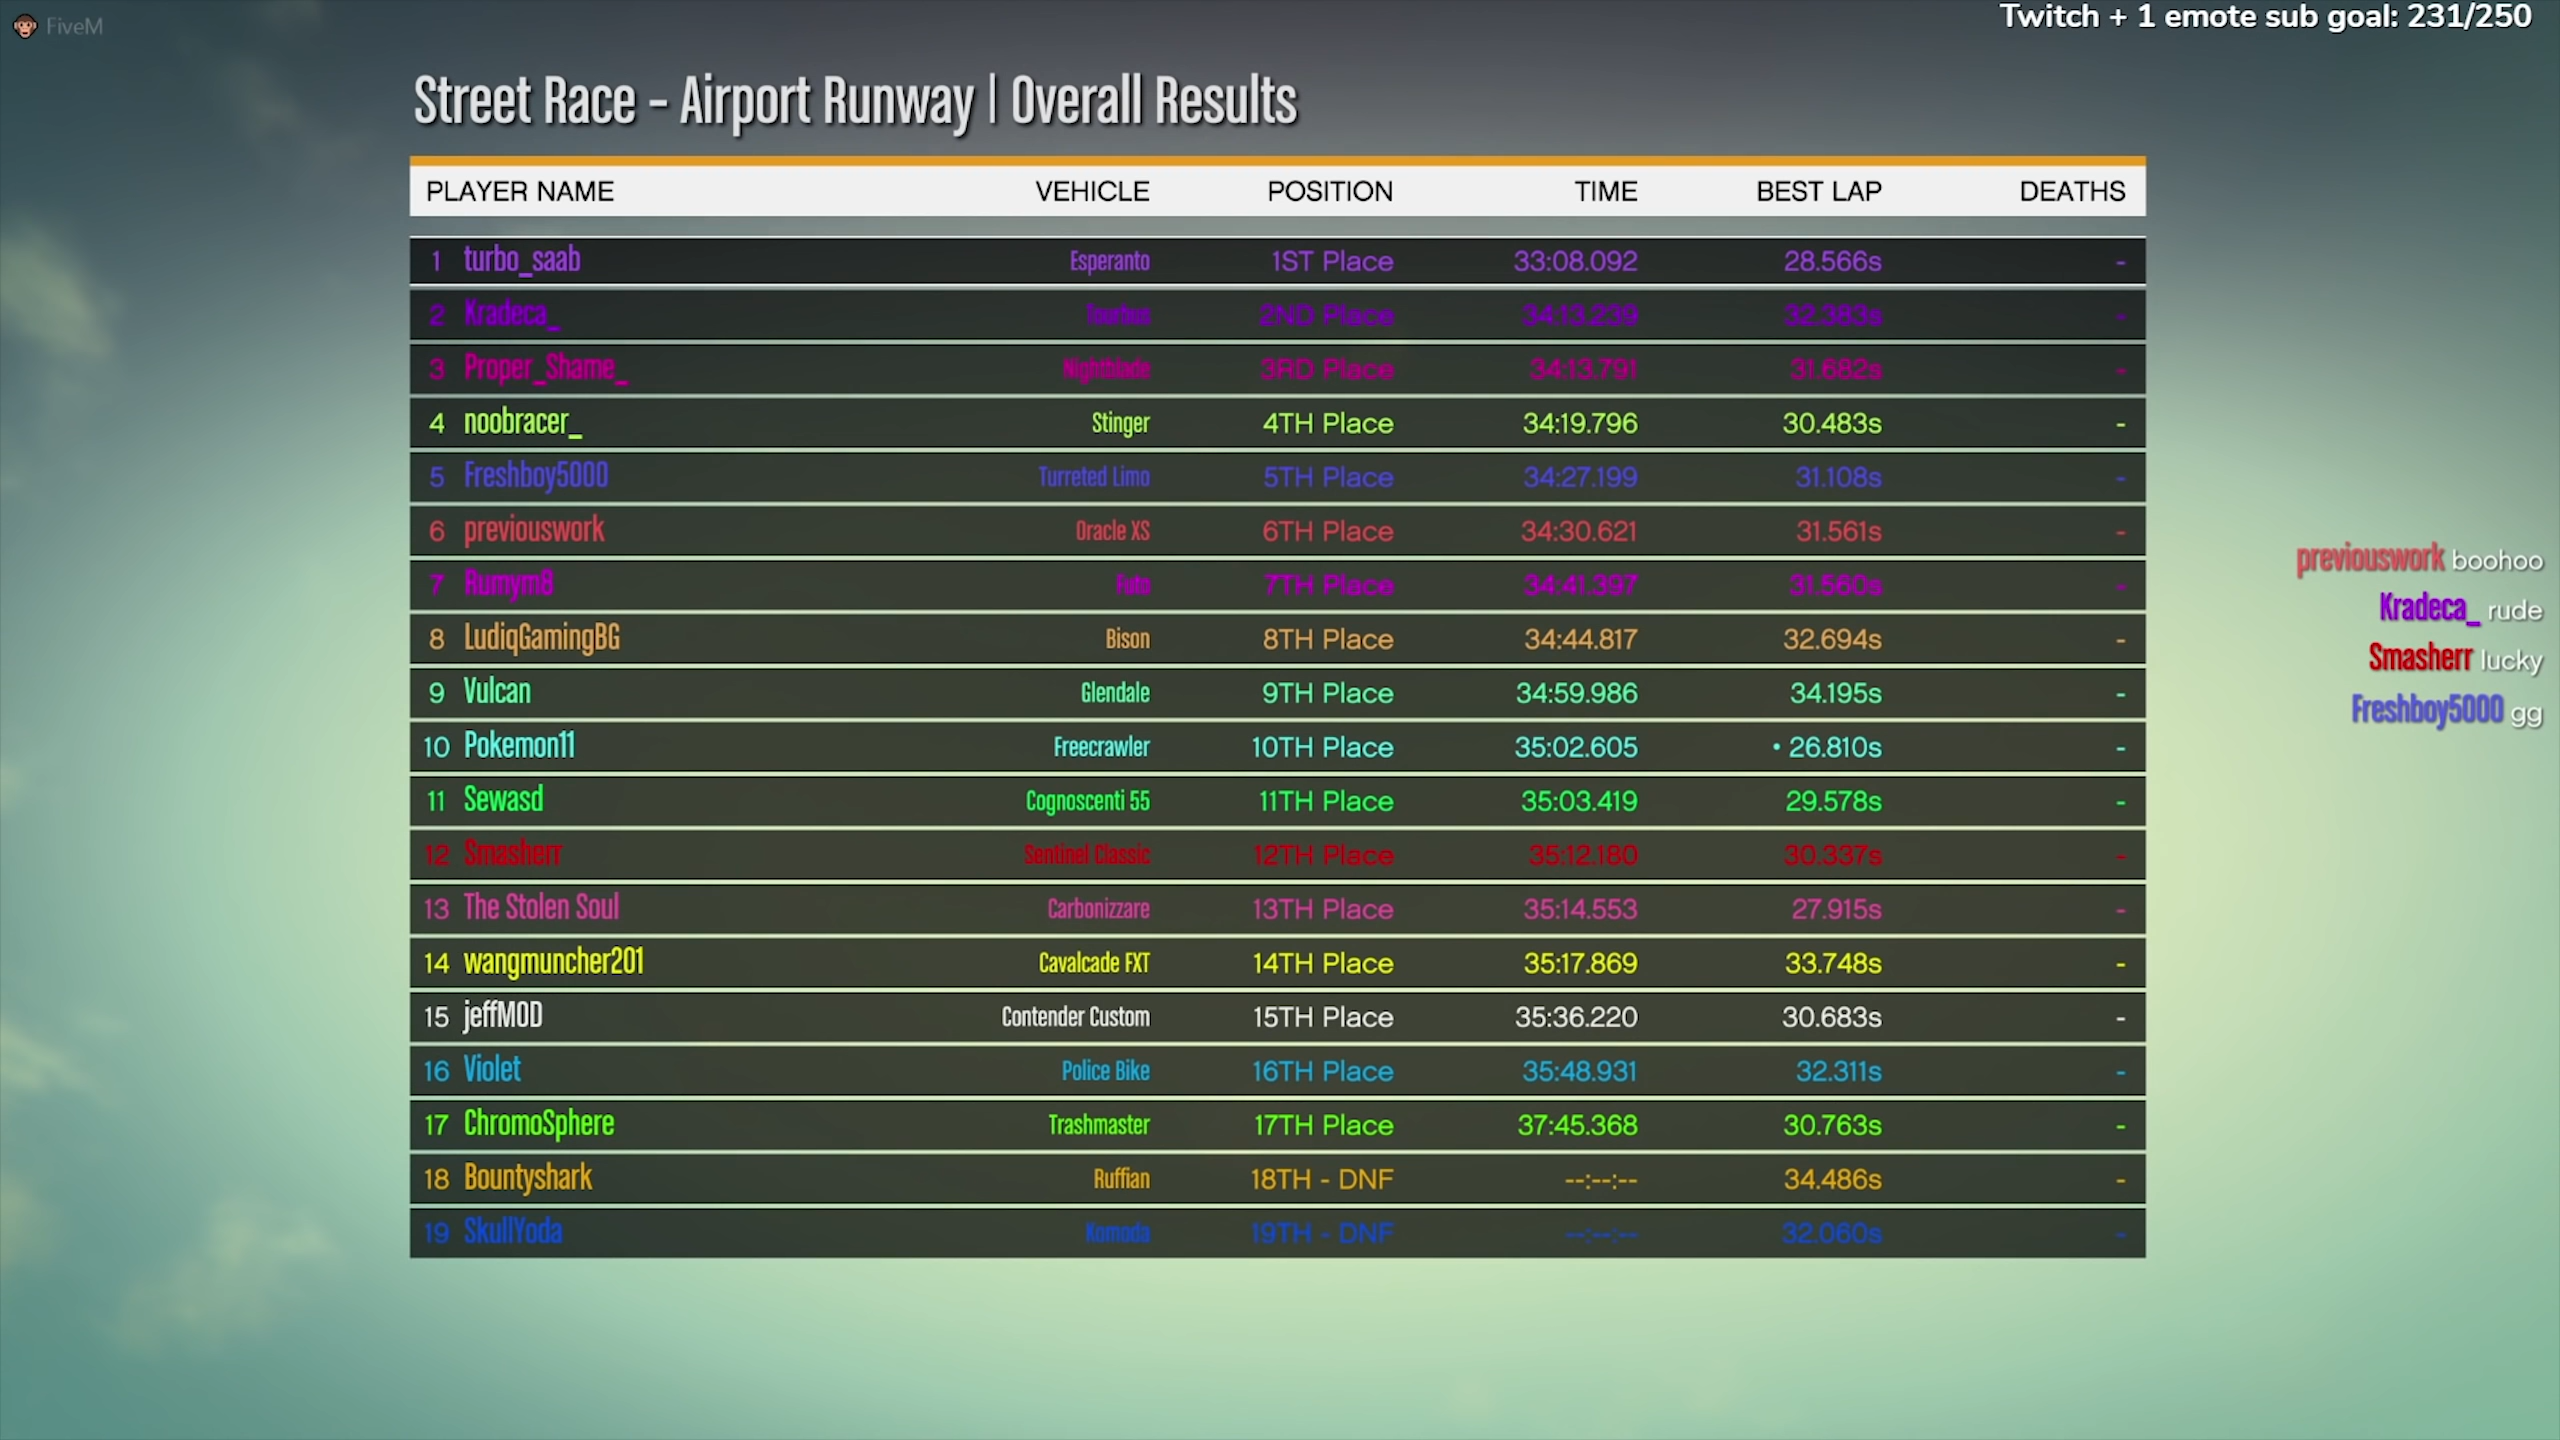 FiveM
Twitch + 1 emote sub goal: 231/250
Street Race - Airport Runway | Overall Results
PLAYER NAME VEHICLE POSITION TIME BEST LAP DEATHS
1 turbo_saab Esperanto 1ST Place 33:08.092 28.566s -
2 Kradeca_ Tourbus 2ND Place 34:13.239 32.383s -
3 Proper_Shame_ Nightblade 3RD Place 34:13.791 31.682s -
4 noobracer_ Stinger 4TH Place 34:19.796 30.483s -
5 Freshboy5000 Turreted Limo 5TH Place 34:27.199 31.108s -
6 previouswork Oracle XS 6TH Place 34:30.621 31.561s -
7 Rumym8 Futo 7TH Place 34:41.397 31.560s -
8 LudiqGamingBG Bison 8TH Place 34:44.817 32.694s -
9 Vulcan Glendale 9TH Place 34:59.986 34.195s -
10 Pokemon11 Freecrawler 10TH Place 35:02.605 • 26.810s -
11 Sewasd Cognoscenti 55 11TH Place 35:03.419 29.578s -
12 Smasherr Sentinel Classic 12TH Place 35:12.180 30.337s -
13 The Stolen Soul Carbonizzare 13TH Place 35:14.553 27.915s -
14 wangmuncher201 Cavalcade FXT 14TH Place 35:17.869 33.748s -
15 jeffMOD Contender Custom 15TH Place 35:36.220 30.683s -
16 Violet Police Bike 16TH Place 35:48.931 32.311s -
17 ChromoSphere Trashmaster 17TH Place 37:45.368 30.763s -
18 Bountyshark Ruffian 18TH - DNF --:--:-- 34.486s -
19 SkullYoda Komoda 19TH - DNF --:--:-- 32.060s -
previouswork boohoo
Kradeca_ rude
Smasherr lucky
Freshboy5000 gg